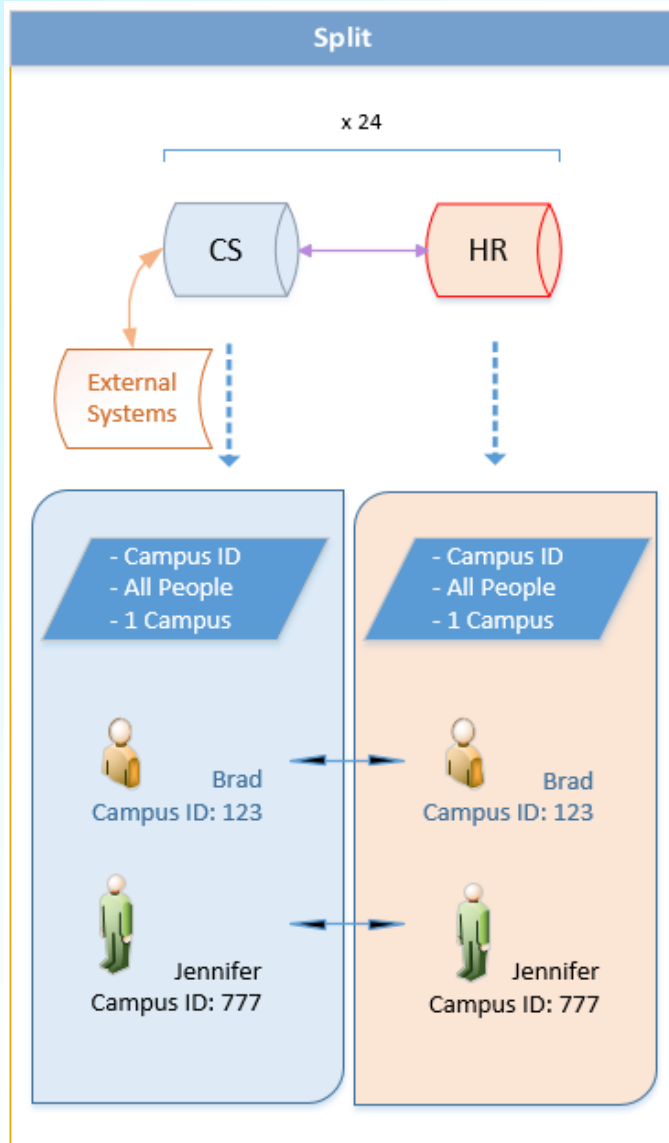 Split
x 24
CS
HR
External
Systems
- Campus ID
- All People
- 1 Campus
- Campus ID
- All People
- 1 Campus
Brad
Campus ID: 123
Brad
Campus ID: 123
Jennifer
Campus ID: 777
Jennifer
Campus ID: 777